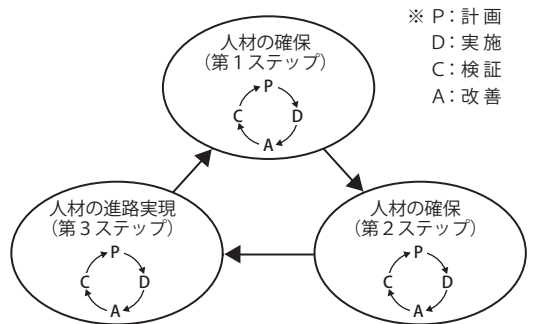 ※ P：計画
D：実施
C：検証
A：改善
人材の確保
（第1ステップ）
P
C D
A
人材の進路実現
（第3ステップ）
P
C D
A
人材の確保
（第2ステップ）
P
C D
A